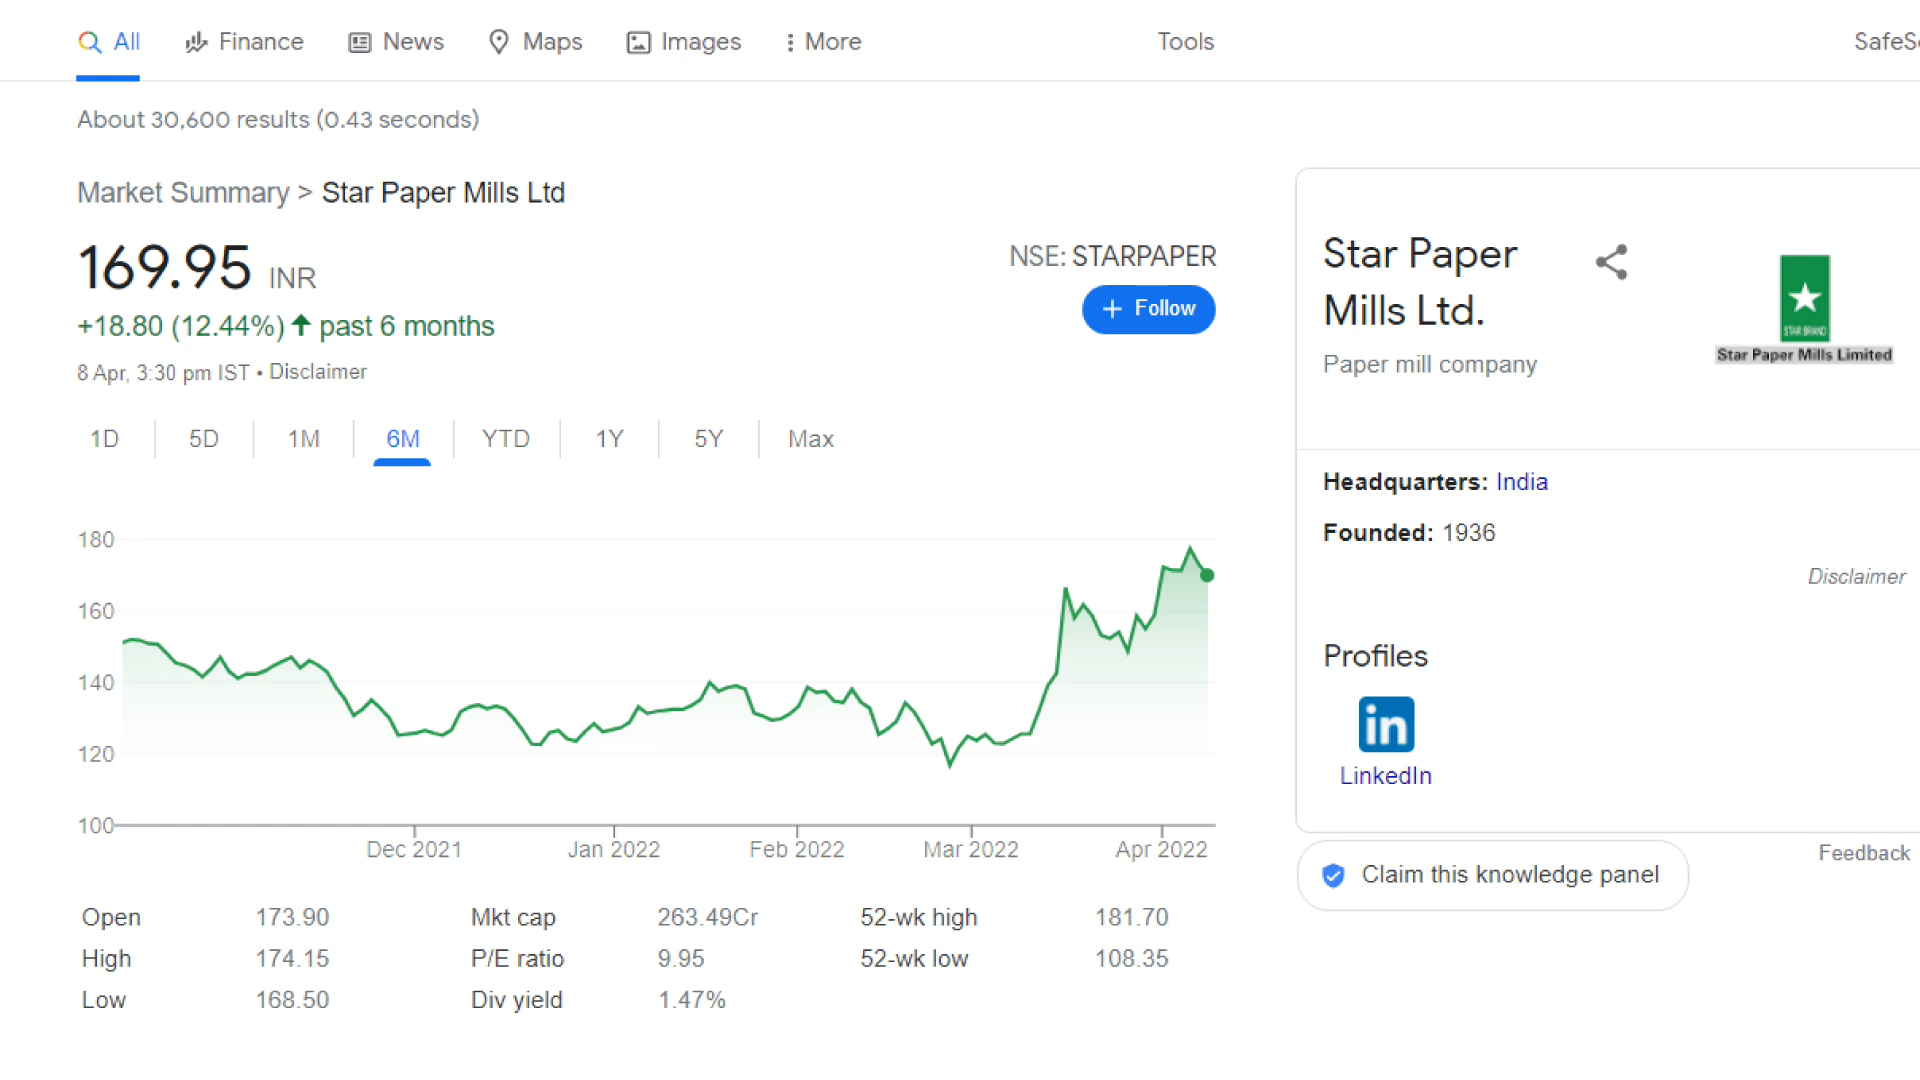 All Finance News Maps Images More Tools
About 30,600 results (0.43 seconds)
Market Summary > Star Paper Mills Ltd
169.95 INR
+18.80 (12.44%) past 6 months
8 Apr, 3:30 pm IST • Disclaimer
NSE: STARPAPER
+ Follow
1D 5D 1M 6M YTD 1Y 5Y Max
180
160
140
120
100
Dec 2021 Jan 2022 Feb 2022 Mar 2022 Apr 2022
Open 173.90 Mkt cap 263.49Cr 52-wk high 181.70
High 174.15 P/E ratio 9.95 52-wk low 108.35
Low 168.50 Div yield 1.47%
Star Paper
Mills Ltd.
Paper mill company
STAR BRAND
Star Paper Mills Limited
Headquarters: India
Founded: 1936
Disclaimer
Profiles
in
LinkedIn
Claim this knowledge panel
Feedback